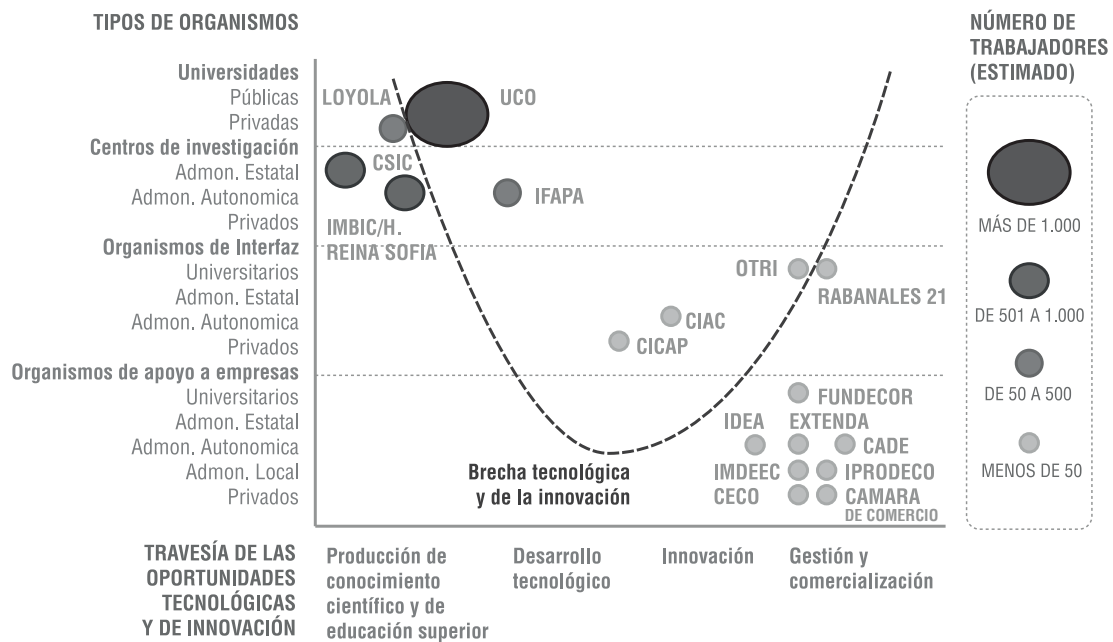 TIPOS DE ORGANISMOS
NÚMERO DE
TRABAJADORES
(ESTIMADO)
Universidades
Públicas
Privadas
Centros de investigación
Admon. Estatal
Admon. Autonomica
Privados
Organismos de Interfaz
Universitarios
Admon. Estatal
Admon. Autonomica
Privados
Organismos de apoyo a empresas
Universitarios
Admon. Estatal
Admon. Autonomica
Admon. Local
Privados
LOYOLA
UCO
CSIC
IFAPA
IMBIC/H.
REINA SOFIA
OTRI
RABANALES 21
CIAC
CICAP
FUNDECOR
IDEA
EXTENDA
CADE
IMDEEC
IPRODECO
CECO
CAMARA
DE COMERCIO
Brecha tecnológica
y de la innovación
MÁS DE 1.000
DE 501 A 1.000
DE 50 A 500
MENOS DE 50
TRAVESÍA DE LAS
OPORTUNIDADES
TECNOLÓGICAS
Y DE INNOVACIÓN
Producción de
conocimiento
científico y de
educación superior
Desarrollo
tecnológico
Innovación
Gestión y
comercialización